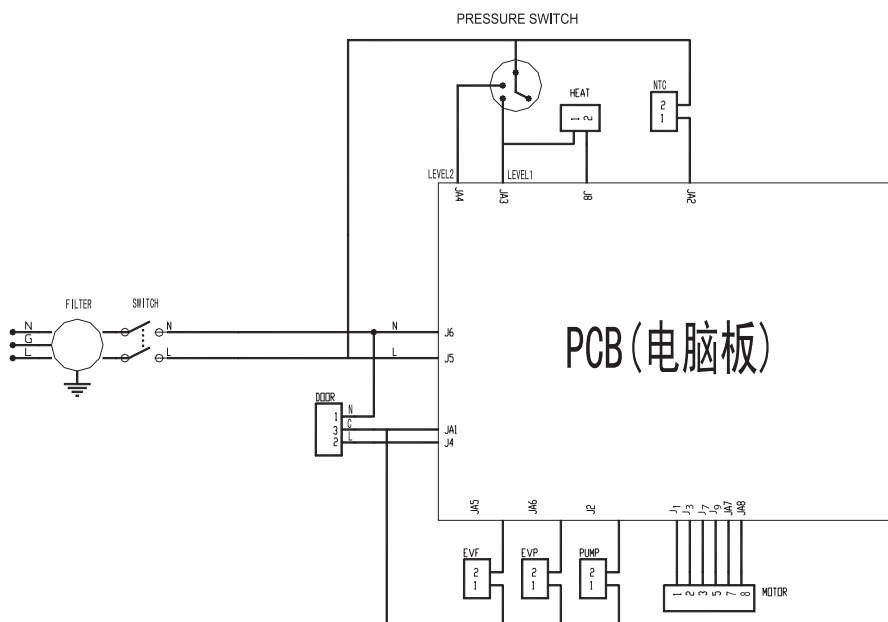 PRESSURE SWITCH
HEAT
1 2
NTC
2
1
LEVEL2
LEVEL1
JA4
JA3
J8
JA2
FILTER
SWITCH
N
N
N
J6
G
L
L
L
J5
PCB(电脑板)
DOOR
1
N
3
C
JA1
2
L
J4
JA5
JA6
J2
J1
J3
J7
J9
JA7
JA8
EVF
2
1
EVP
2
1
PUMP
2
1
1 2 3 5 7 8
MOTOR